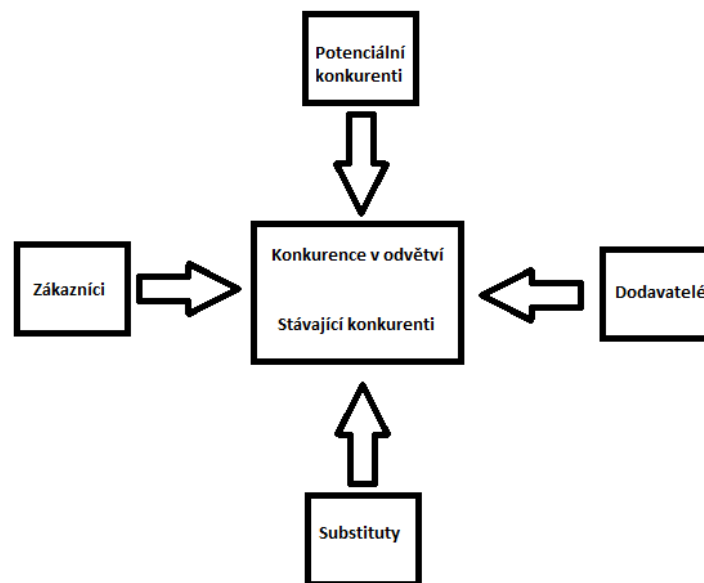 Potenciální
konkurenti
Konkurence v odvětví
Zákazníci
Dodavatelé
Stávající konkurenti
Substituty